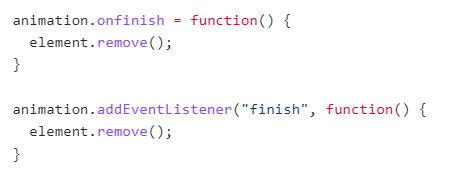 animation.onfinish = function() {
  element.remove();
}

animation.addEventListener("finish", function() {
  element.remove();
}